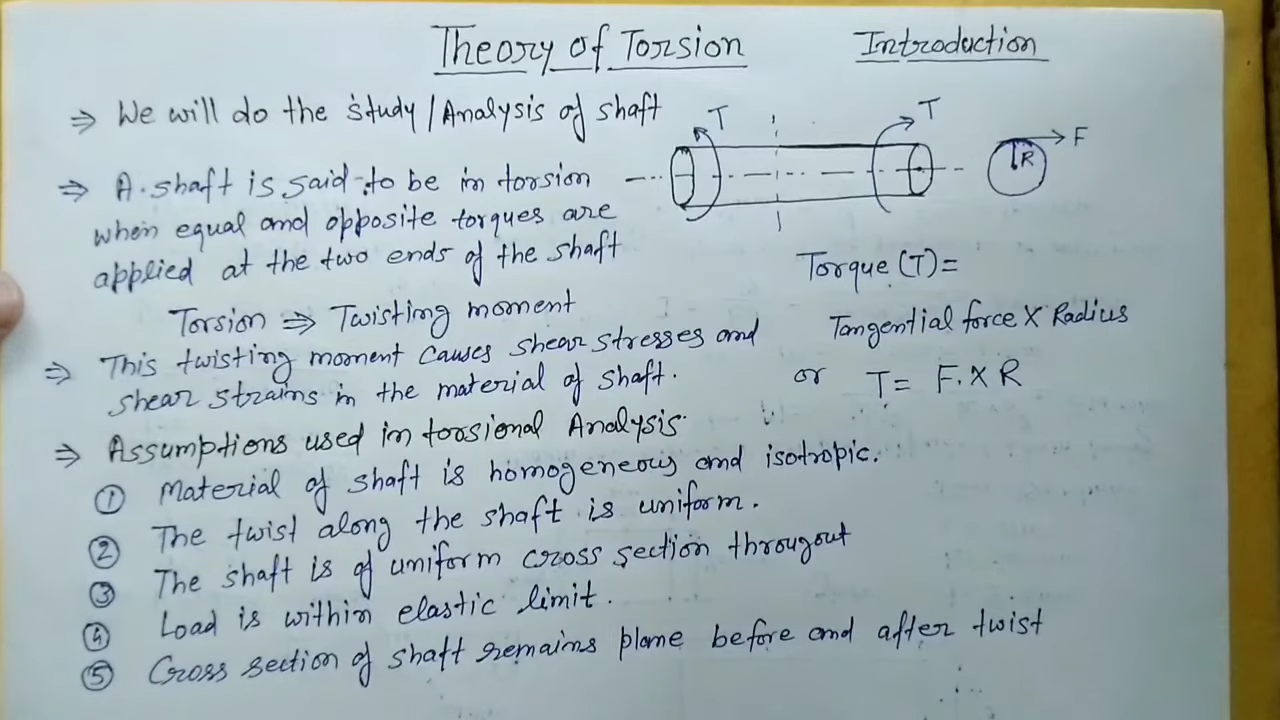 Theory of Torsion Introduction
⇒ We will do the study/Analysis of shaft
⇒ A shaft is said to be in torsion
when equal and opposite torques are
applied at the two ends of the shaft
T T F R
Torque (T) =
Tangential force X Radius
or T = F. X R
Torsion ⇒ Twisting moment
⇒ This twisting moment causes shear stresses and
shear strains in the material of shaft.
⇒ Assumptions used in torsional Analysis
① Material of shaft is homogeneous and isotropic.
② The twist along the shaft is uniform.
③ The shaft is of uniform cross section througout
④ Load is within elastic limit.
⑤ Cross section of shaft remains plane before and after twist